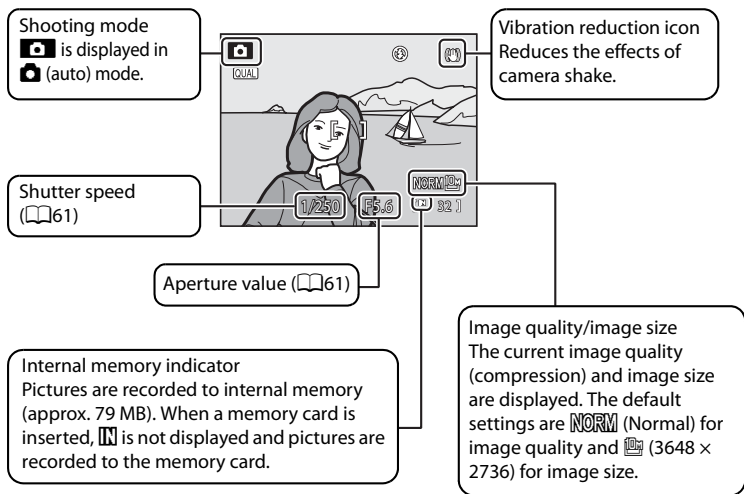 Shooting mode
is displayed in
(auto) mode.
Vibration reduction icon
Reduces the effects of
camera shake.
QUAL
Shutter speed
(61)
NORM 10M
1/250 F5.6 IN 32
Aperture value (61)
Internal memory indicator
Pictures are recorded to internal memory
(approx. 79 MB). When a memory card is
inserted, IN is not displayed and pictures are
recorded to the memory card.
Image quality/image size
The current image quality
(compression) and image size
are displayed. The default
settings are NORM (Normal) for
image quality and 10M (3648 ×
2736) for image size.